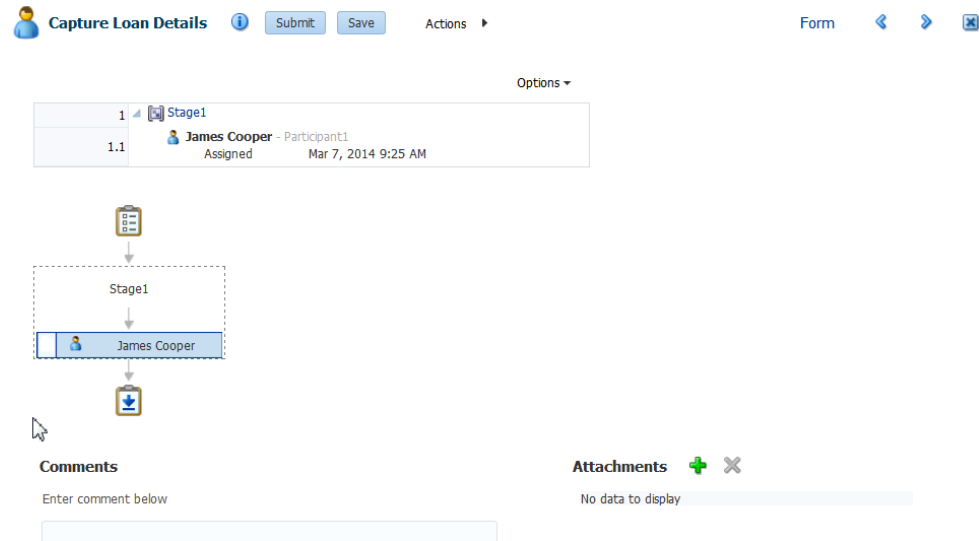 Capture Loan Details Submit Save Actions Form
Options
1 Stage1
1.1 James Cooper - Participant1
Assigned Mar 7, 2014 9:25 AM
Stage1
James Cooper
Comments Attachments
Enter comment below No data to display